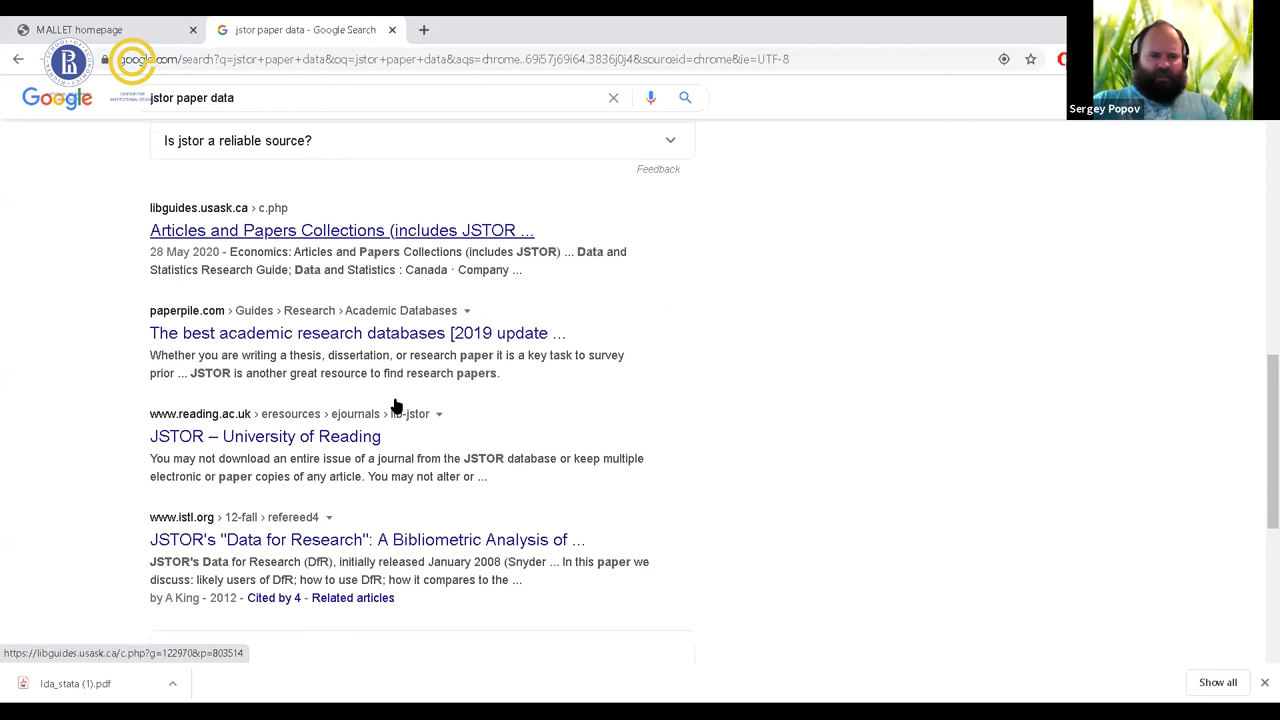 MALLET homepage
jstor paper data - Google Search
google.com/search?q=jstor+paper+data&oq=
+paper+data&aqs=chrome..69i57j69i64.3836j0j4&sourceid=chrome&ie=UTF-8
Google
jstor paper data
Sergey Popov
Is jstor a reliable source?
Feedback
libguides.usask.ca › c.php
Articles and Papers Collections (includes JSTOR ...
28 May 2020 - Economics: Articles and Papers Collections (includes JSTOR) ... Data and
Statistics Research Guide; Data and Statistics : Canada · Company ...
paperpile.com › Guides › Research › Academic Databases
The best academic research databases [2019 update ...
Whether you are writing a thesis, dissertation, or research paper it is a key task to survey
prior ... JSTOR is another great resource to find research papers.
www.reading.ac.uk › eresources › ejournals › lib-jstor
JSTOR – University of Reading
You may not download an entire issue of a journal from the JSTOR database or keep multiple
electronic or paper copies of any article. You may not alter or ...
www.istl.org › 12-fall › refereed4
JSTOR's "Data for Research": A Bibliometric Analysis of ...
JSTOR's Data for Research (DfR), initially released January 2008 (Snyder ... In this paper we
discuss: likely users of DfR; how to use DfR; how it compares to the ...
by A King - 2012 - Cited by 4 - Related articles
https://libguides.usask.ca/c.php?g=122970&p=803514
lda_stata (1).pdf
Show all